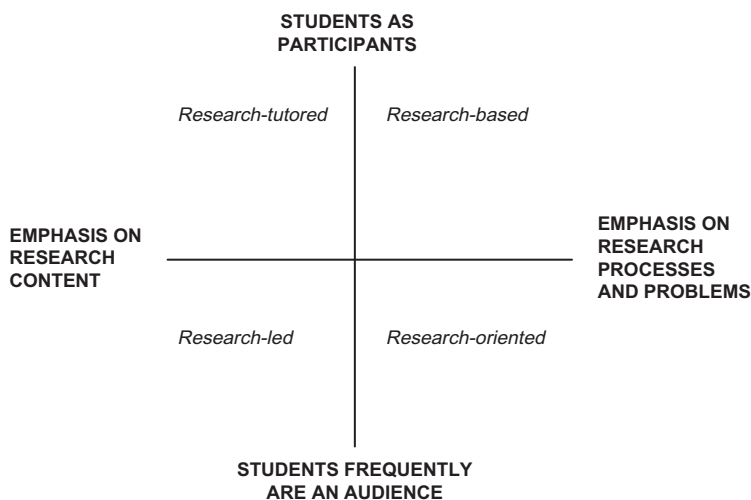 STUDENTS AS
PARTICIPANTS
Research-tutored
Research-based
EMPHASIS ON
RESEARCH
CONTENT
EMPHASIS ON
RESEARCH
PROCESSES
AND PROBLEMS
Research-led
Research-oriented
STUDENTS FREQUENTLY
ARE AN AUDIENCE